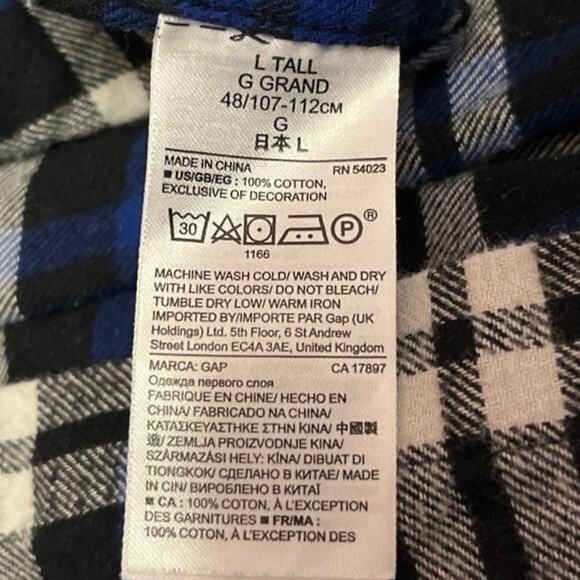 L TALL
G GRAND
48/107-112CM
G
日本 L
MADE IN CHINA RN 54023
■ US/GB/EG : 100% COTTON,
EXCLUSIVE OF DECORATION
30 P ®
1166
MACHINE WASH COLD/ WASH AND DRY
WITH LIKE COLORS/ DO NOT BLEACH/
TUMBLE DRY LOW/ WARM IRON
IMPORTED BY/IMPORTE PAR Gap (UK
Holdings) Ltd. 5th Floor, 6 St Andrew
Street London EC4A 3AE, United Kingdom
MARCA: GAP CA 17897
Одежда первого слоя
FABRIQUE EN CHINE/ HECHO EN
CHINA/ FABRICADO NA CHINA/
ΚΑΤΑΣΚΕΥΑΣΤΗΚΕ ΣΤΗΝ ΚΙΝΑ/ 中國製
造/ ZEMLJA PROIZVODNJE KINA/
SZÁRMAZÁSI HELY: KÍNA/ DIBUAT DI
TIONGKOK/ СДЕЛАНО В КИТАЕ/ MADE
IN CIN/ ВИРОБЛЕНО В КИТАЇ
■ CA : 100% COTON, À L'EXCEPTION
DES GARNITURES ■ FR/MA :
100% COTON, À L'EXCEPTION DES